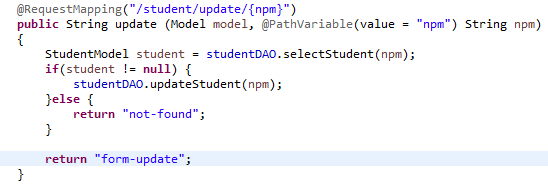 @RequestMapping("/student/update/{npm}")
public String update (Model model, @PathVariable(value = "npm") String npm)
{
    StudentModel student = studentDAO.selectStudent(npm);
    if(student != null) {
        studentDAO.updateStudent(npm);
    }else {
        return "not-found";
    }

    return "form-update";
}